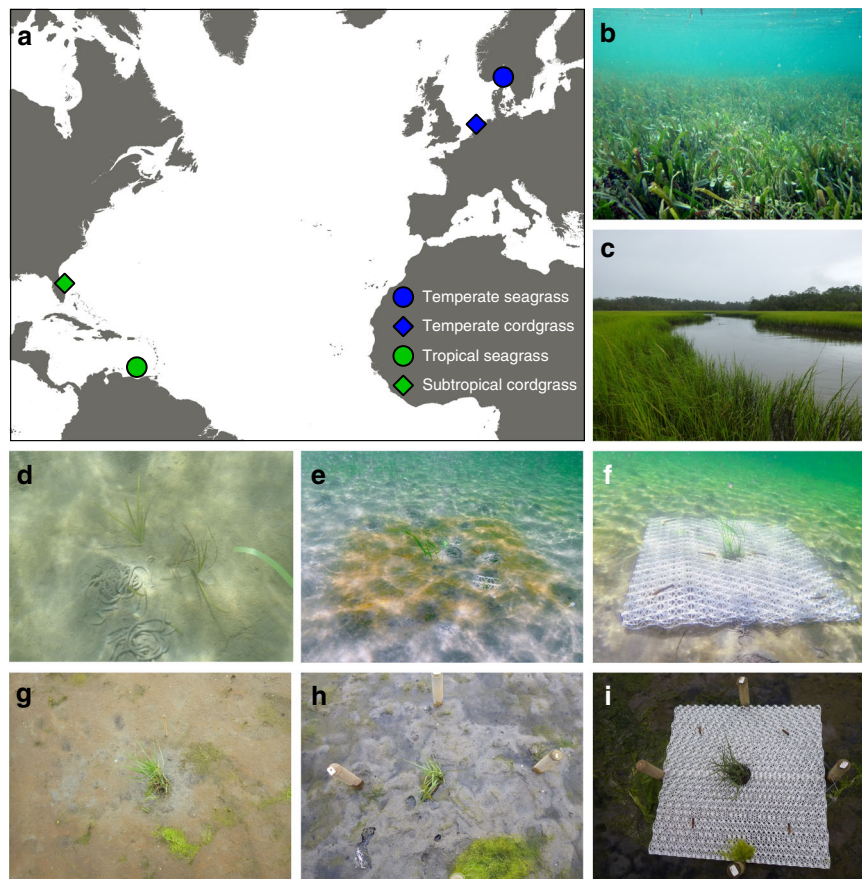 a
Temperate seagrass
Temperate cordgrass
Tropical seagrass
Subtropical cordgrass
b
c
d
e
f
g
h
i